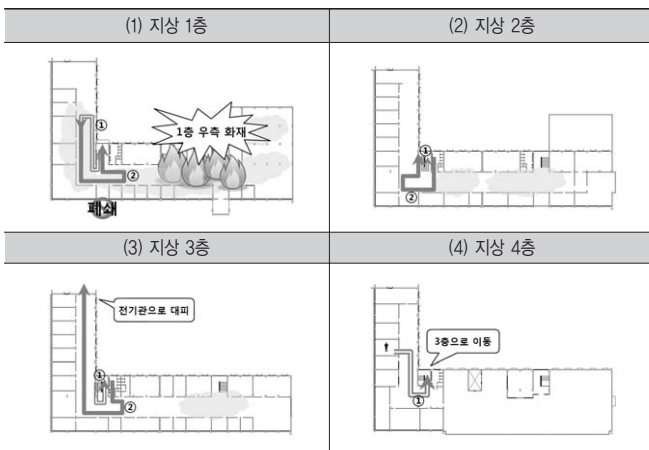 (1) 지상 1층
(2) 지상 2층
①
1층 우측 화재
②
폐쇄
①
②
(3) 지상 3층
(4) 지상 4층
전기관으로 대피
①
②
3층으로 이동
①